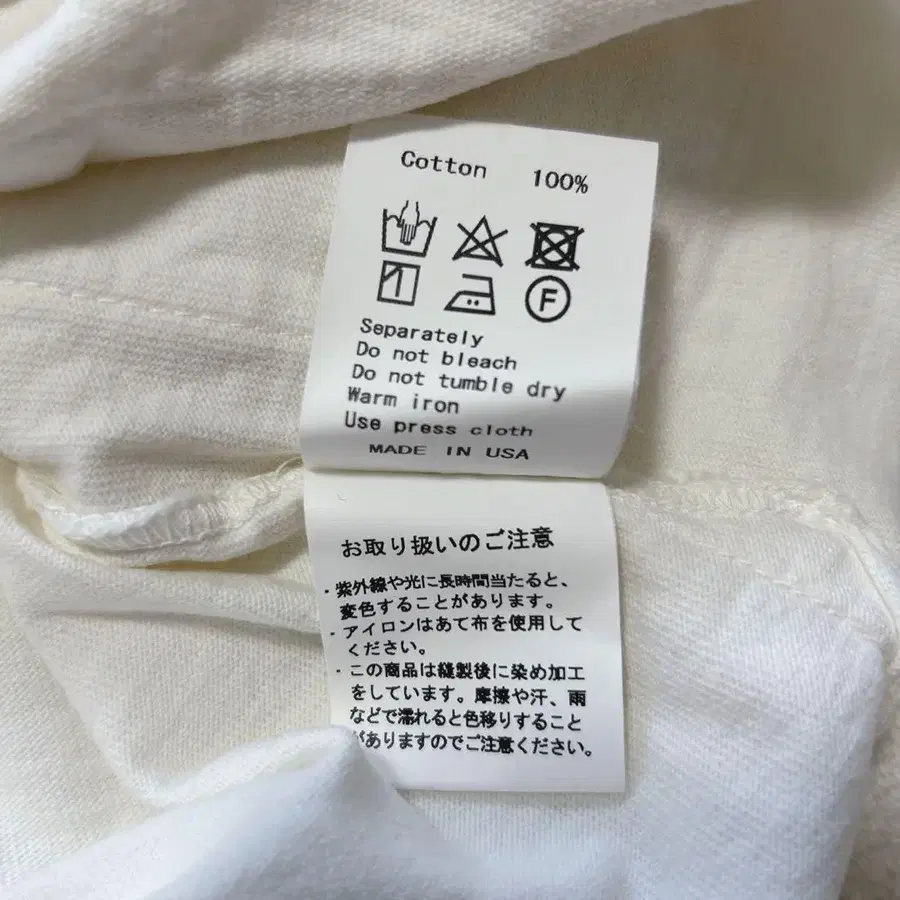 Cotton 100%
F
Separately
Do not bleach
Do not tumble dry
Warm iron
Use press cloth
MADE IN USA
お取り扱いのご注意
・紫外線や光に長時間当たると、
変色することがあります。
・アイロンはあて布を使用して
ください。
・この商品は縫製後に染め加工
をしています。摩擦や汗、雨
などで濡れると色移りすること
がありますのでご注意ください。